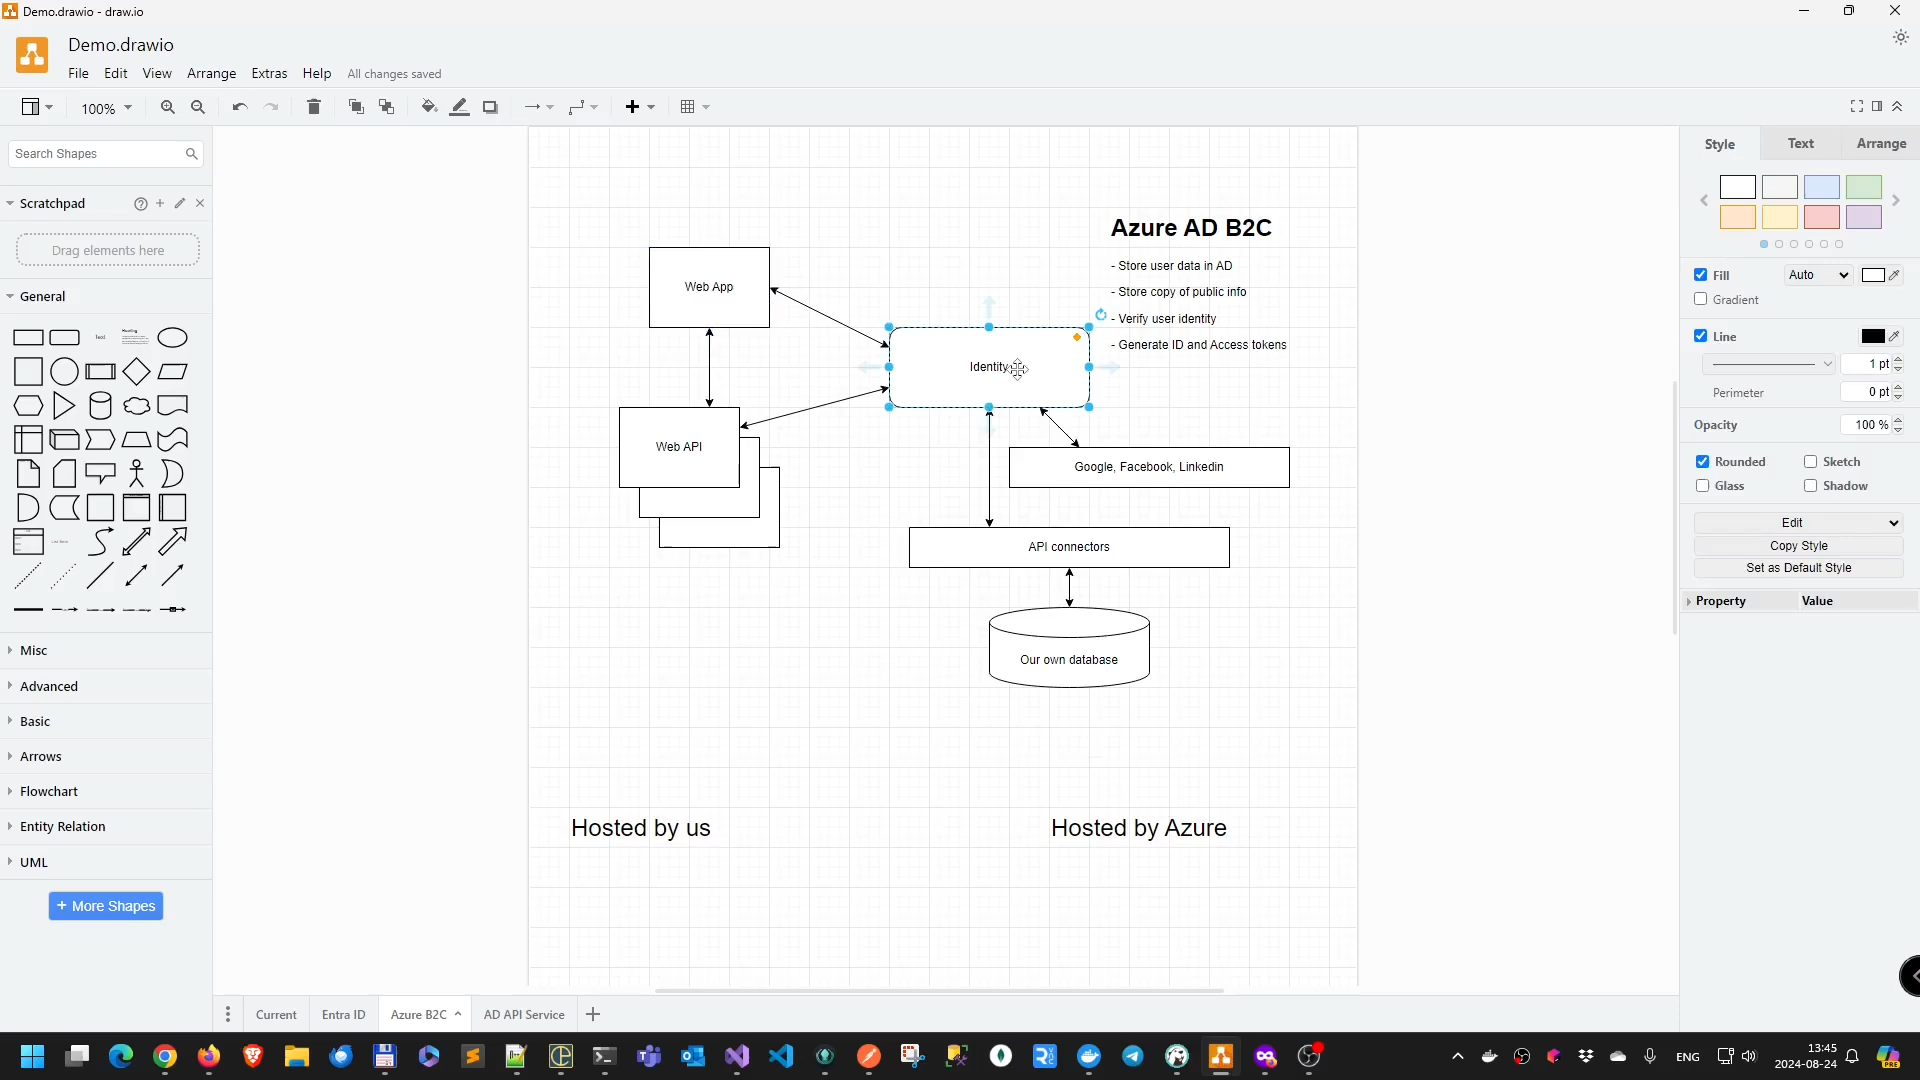 Demo.drawio - draw.io
Demo.drawio
File Edit View Arrange Extras Help All changes saved
100%
Search Shapes
Scratchpad
Drag elements here
General
Text
Heading
Misc
Advanced
Basic
Arrows
Flowchart
Entity Relation
UML
+ More Shapes
Azure AD B2C
- Store user data in AD
- Store copy of public info
- Verify user identity
- Generate ID and Access tokens
Web App
Identity
Web API
Google, Facebook, Linkedin
API connectors
Our own database
Hosted by us
Hosted by Azure
Style Text Arrange
Fill Auto
Gradient
Line
1 pt
Perimeter 0 pt
Opacity 100 %
Rounded Sketch
Glass Shadow
Edit
Copy Style
Set as Default Style
Property Value
Current Entra ID Azure B2C AD API Service
ENG
13:45
2024-08-24
PRE